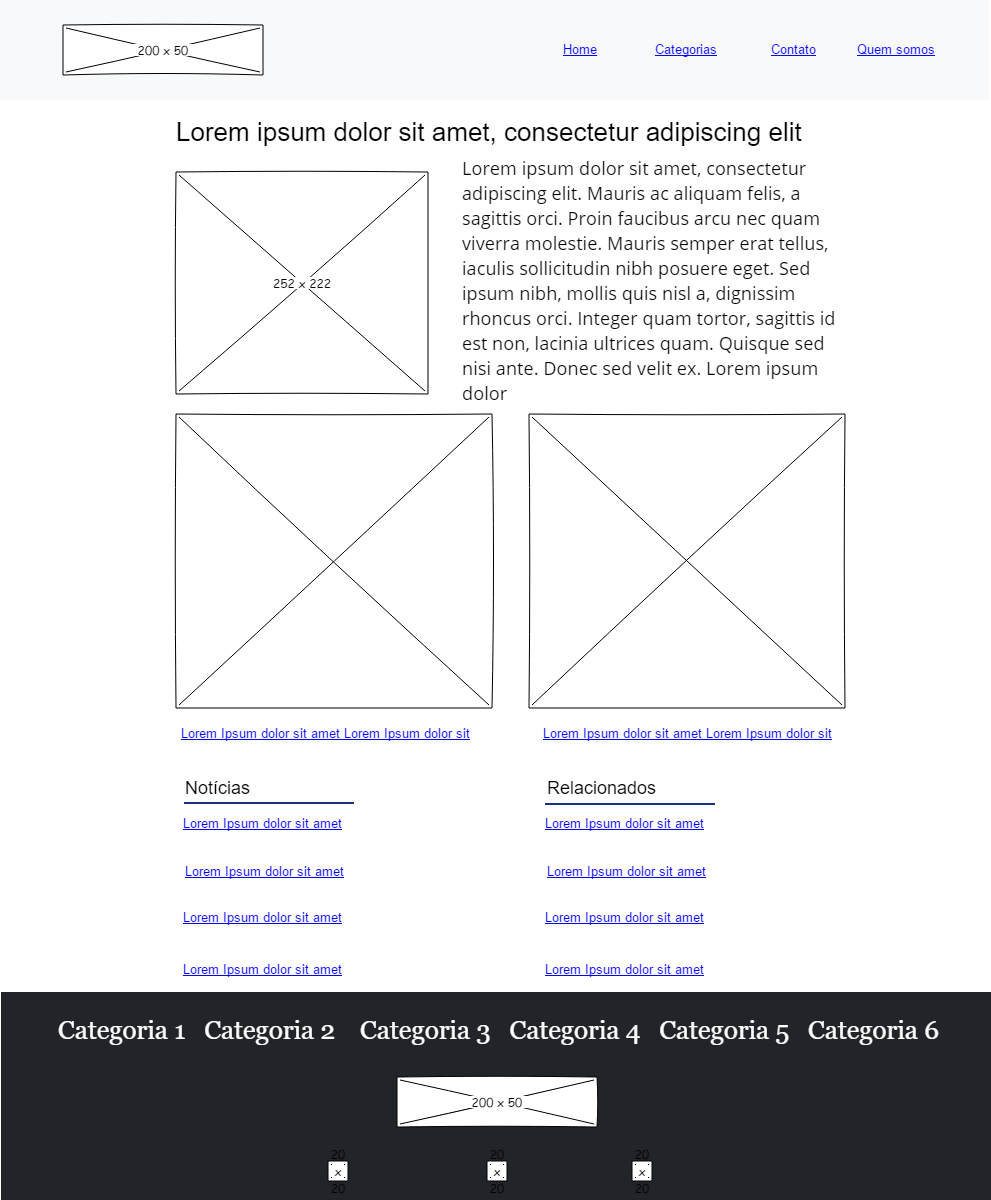 200 x 50
Home Categorias Contato Quem somos
Lorem ipsum dolor sit amet, consectetur adipiscing elit
252 x 222
Lorem ipsum dolor sit amet, consectetur
adipiscing elit. Mauris ac aliquam felis, a
sagittis orci. Proin faucibus arcu nec quam
viverra molestie. Mauris semper erat tellus,
iaculis sollicitudin nibh posuere eget. Sed
ipsum nibh, mollis quis nisl a, dignissim
rhoncus orci. Integer quam tortor, sagittis id
est non, lacinia ultrices quam. Quisque sed
nisi ante. Donec sed velit ex. Lorem ipsum
dolor
Lorem Ipsum dolor sit amet Lorem Ipsum dolor sit
Lorem Ipsum dolor sit amet Lorem Ipsum dolor sit
Notícias
Lorem Ipsum dolor sit amet
Lorem Ipsum dolor sit amet
Lorem Ipsum dolor sit amet
Lorem Ipsum dolor sit amet
Relacionados
Lorem Ipsum dolor sit amet
Lorem Ipsum dolor sit amet
Lorem Ipsum dolor sit amet
Lorem Ipsum dolor sit amet
Categoria 1 Categoria 2 Categoria 3 Categoria 4 Categoria 5 Categoria 6
200 x 50
20
x
20
20
x
20
20
x
20